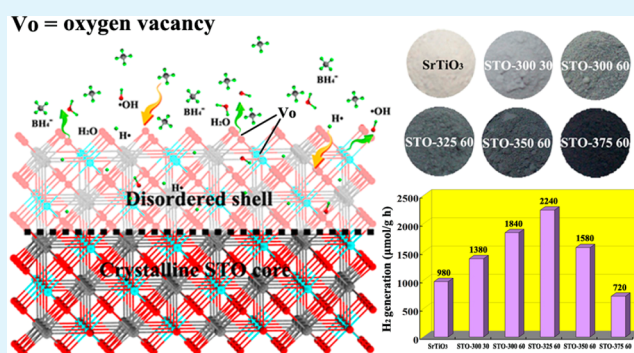 Vo = oxygen vacancy
BH₄⁻
•OH
H₂O
BH₄⁻
H•
BH₄⁻
Vo
H₂O
BH₄⁻
H•
•OH
H•
Disordered shell
Crystalline STO core
SrTiO₃
STO-300 30
STO-300 60
STO-325 60
STO-350 60
STO-375 60
H₂ generation (μmol/g h)
2500
2000
1500
1000
500
0
980
1380
1840
2240
1580
720
SrTiO₃
STO-300 30
STO-300 60
STO-325 60
STO-350 60
STO-375 60